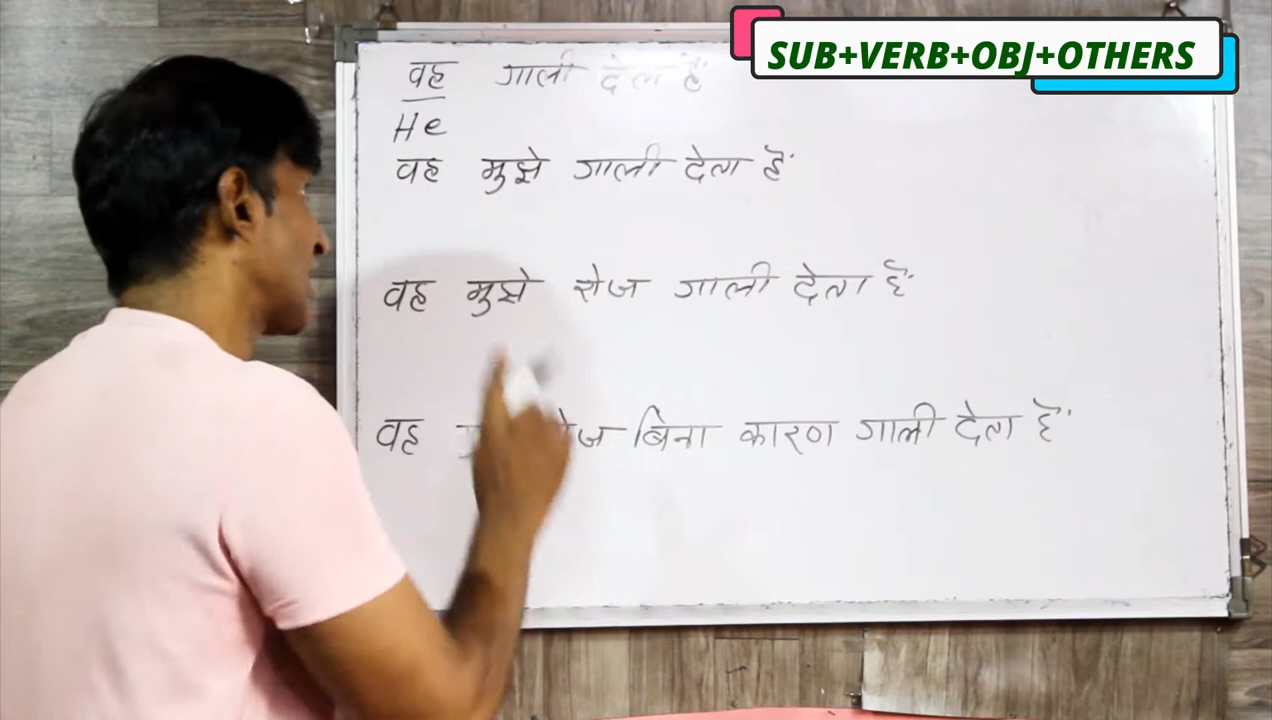 SUB+VERB+OBJ+OTHERS
वह गाली देता हैं
He
वह मुझे गाली देता हैं
वह मुझे रोज गाली देता हैं
वह बिना कारण गाली देता हैं